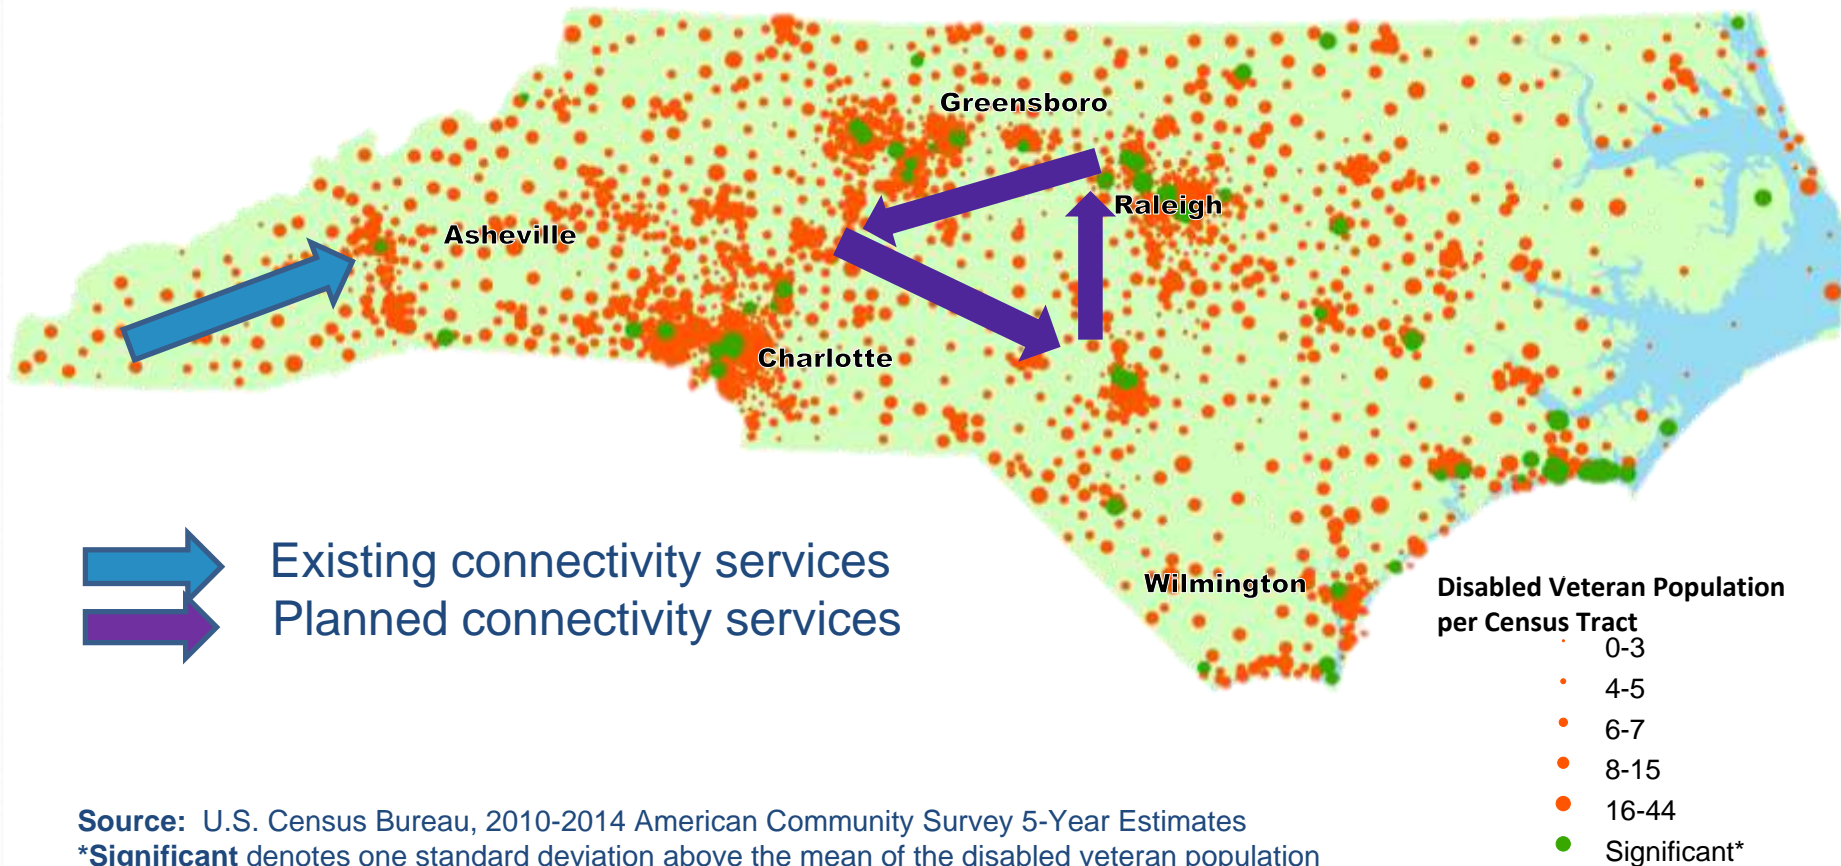 Greensboro
Raleigh
Asheville
Charlotte
Existing connectivity services
Planned connectivity services
Wilmington
Disabled Veteran Population
per Census Tract
0-3
4-5
6-7
8-15
16-44
Significant*
Source: U.S. Census Bureau, 2010-2014 American Community Survey 5-Year Estimates
*Significant denotes one standard deviation above the mean of the disabled veteran population